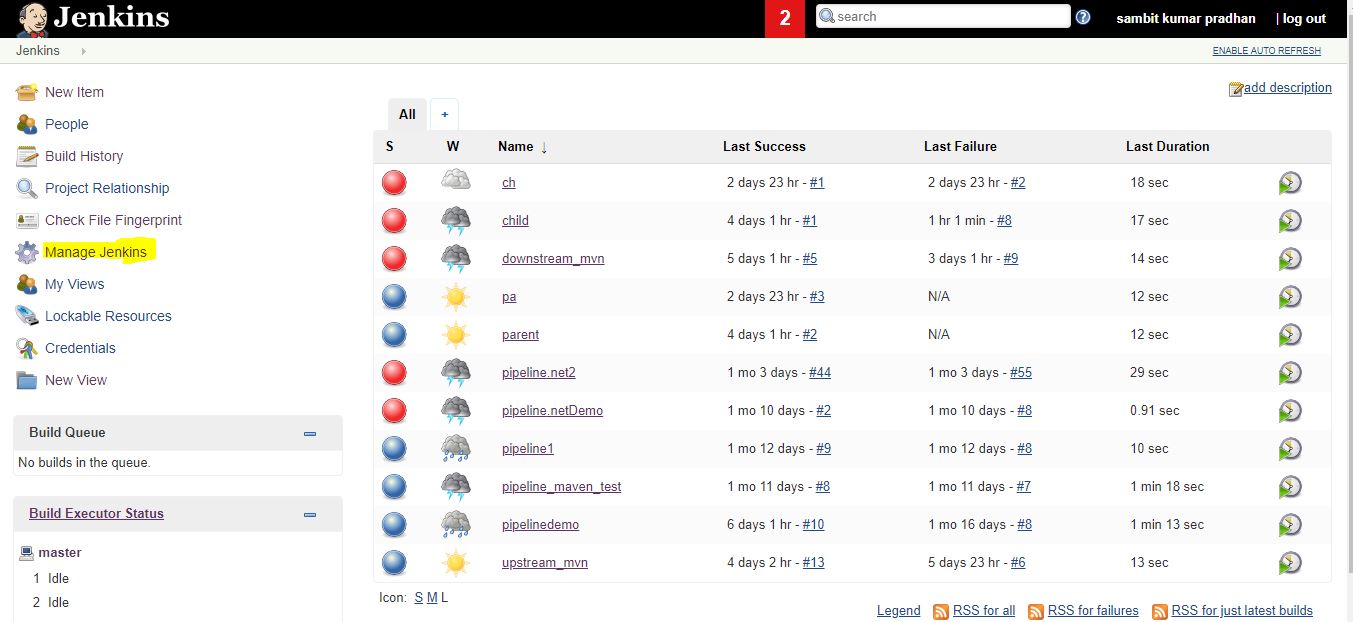 Jenkins
2 search sambit kumar pradhan | log out
Jenkins ENABLE AUTO REFRESH
add description
New Item
People
Build History
Project Relationship
Check File Fingerprint
Manage Jenkins
My Views
Lockable Resources
Credentials
New View
Build Queue
No builds in the queue.
Build Executor Status
master
1 Idle
2 Idle
All +
S W Name ↓ Last Success Last Failure Last Duration
ch 2 days 23 hr - #1 2 days 23 hr - #2 18 sec
child 4 days 1 hr - #1 1 hr 1 min - #8 17 sec
downstream_mvn 5 days 1 hr - #5 3 days 1 hr - #9 14 sec
pa 2 days 23 hr - #3 N/A 12 sec
parent 4 days 1 hr - #2 N/A 12 sec
pipeline.net2 1 mo 3 days - #44 1 mo 3 days - #55 29 sec
pipeline.netDemo 1 mo 10 days - #2 1 mo 10 days - #8 0.91 sec
pipeline1 1 mo 12 days - #9 1 mo 12 days - #8 10 sec
pipeline_maven_test 1 mo 11 days - #8 1 mo 11 days - #7 1 min 18 sec
pipelinedemo 6 days 1 hr - #10 1 mo 16 days - #8 1 min 13 sec
upstream_mvn 4 days 2 hr - #13 5 days 23 hr - #6 13 sec
Icon: S M L
Legend RSS for all RSS for failures RSS for just latest builds